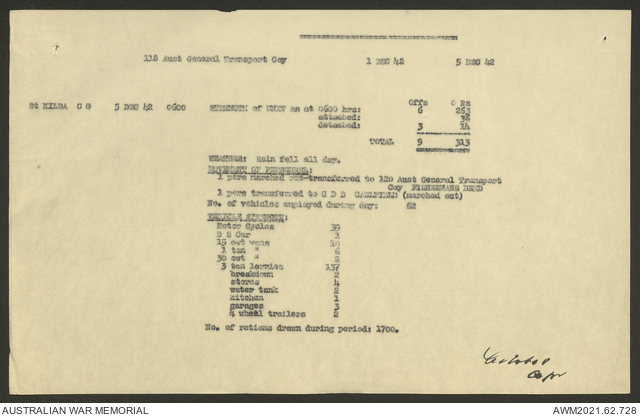 118 Aust General Transport Coy 1 DEC 42 5 DEC 42
St KILDA C G 5 DEC 42 0600 STRENGTH of UNIT as at 0600 hrs: Offs O Rs
6 263
attached: 36
detached: 3 14
TOTAL 9 313
WEATHER: Rain fell all day.
MOVEMENT OF PERSONNEL:
1 pers marched out transferred to 120 Aust General Transport
Coy FISHERMANS BEND
1 pers transferred to G D D CAULFIELD (marched out)
No. of vehicles employed during day: 62
VEHICLE STRENGTH:
Motor Cycles 39
D R Car 1
15 cwt vans
1 ton " 6
30 cwt " 2
3 ton lorries 137
breakdown 2
stores 4
water tank 2
kitchen 1
garages 3
4 wheel trailers 2
No. of rations drawn during period: 1700.
Capt
AUSTRALIAN WAR MEMORIAL AWM2021.62.728